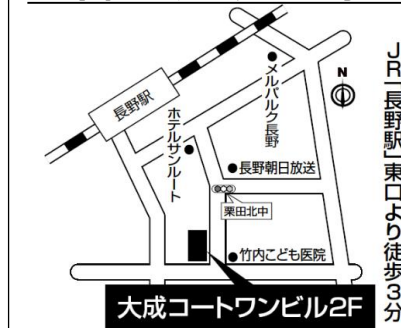 JR「長野駅」東口より徒歩3分
N
メルパルク長野
長野駅
ホテルサンルート
長野朝日放送
栗田北中
竹内こども医院
大成コートワンビル2F